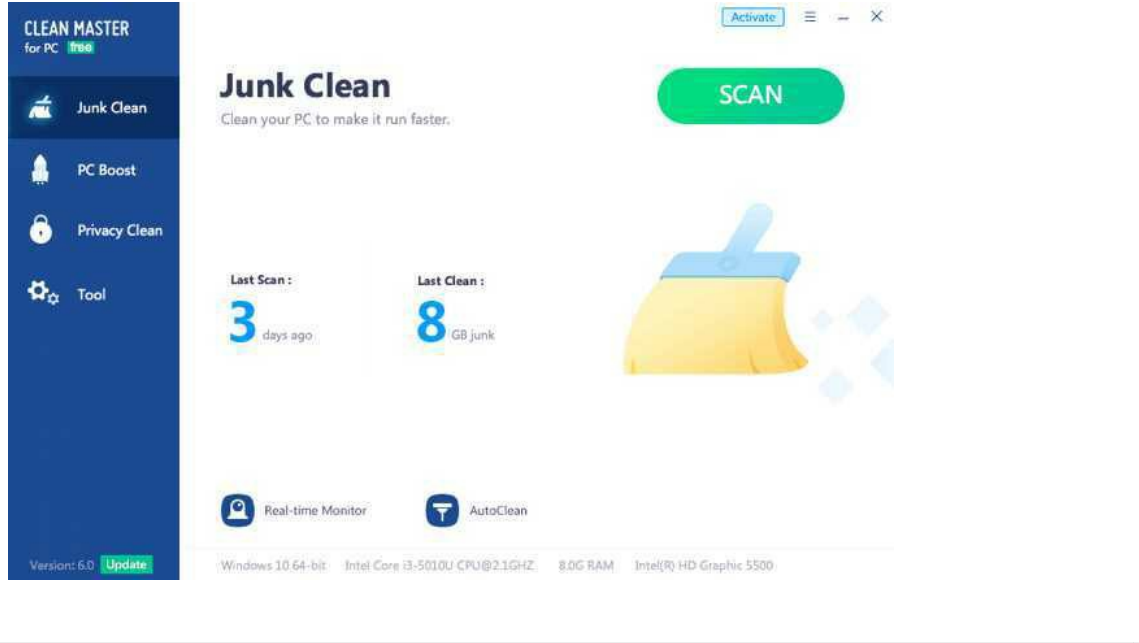 CLEAN MASTER
for PC free
Activate
Junk Clean
PC Boost
Privacy Clean
Tool
Version: 6.0 Update
Junk Clean
Clean your PC to make it run faster.
SCAN
Last Scan :
3 days ago
Last Clean :
8 GB junk
Real-time Monitor
AutoClean
Windows 10 64-bit Intel Core i3-5010U CPU@2.1GHZ 8.0G RAM Intel(R) HD Graphic 5500